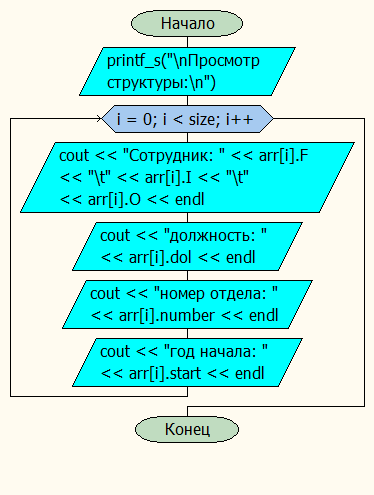 Начало
printf_s("\nПросмотр
структуры:\n")
i = 0; i < size; i++
cout << "Сотрудник: " << arr[i].F
<< "\t" << arr[i].I << "\t"
<< arr[i].O << endl
cout << "должность: "
<< arr[i].dol << endl
cout << "номер отдела: "
<< arr[i].number << endl
cout << "год начала: "
<< arr[i].start << endl
Конец